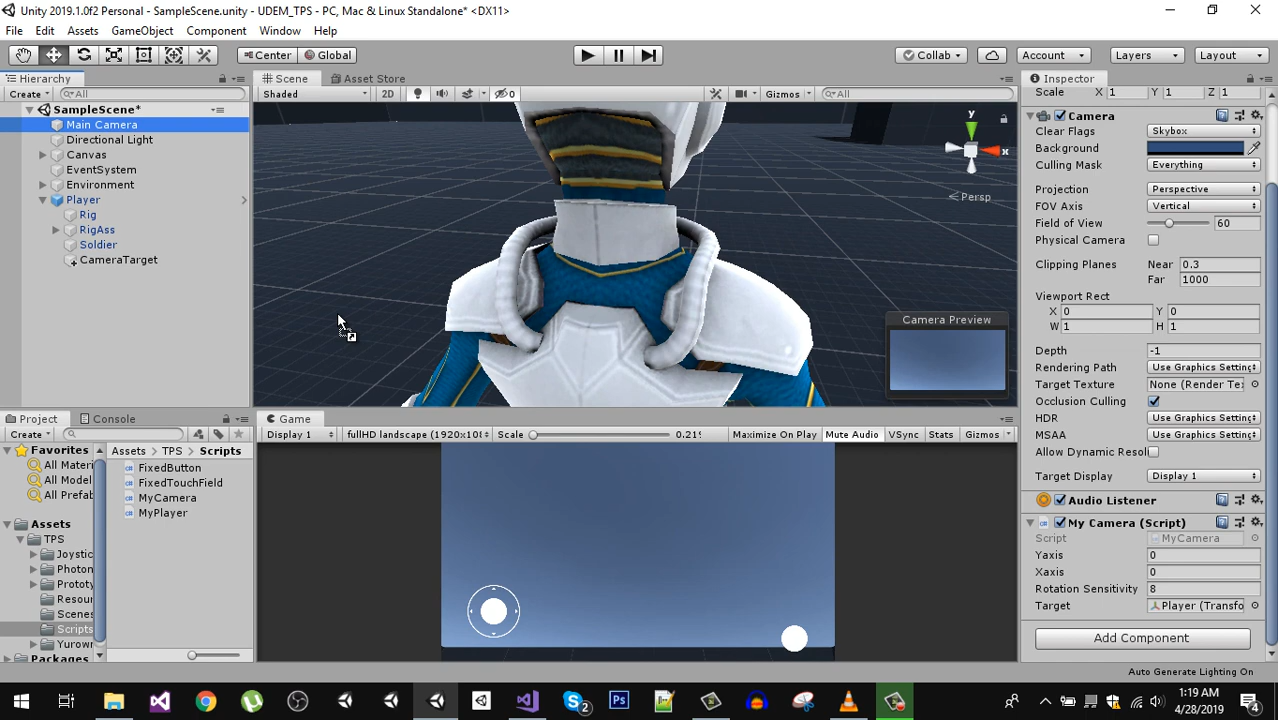 Unity 2019.1.0f2 Personal - SampleScene.unity - UDEM_TPS - PC, Mac & Linux Standalone* <DX11>
File Edit Assets GameObject Component Window Help
Center Global Collab Account Layers Layout
Hierarchy Scene Asset Store Inspector
Create All Shaded 2D 0 Gizmos All Scale X 1 Y 1 Z 1
SampleScene* Camera
Main Camera Clear Flags Skybox
Directional Light Background
Canvas Culling Mask Everything
EventSystem
Environment Projection Perspective
Player FOV Axis Vertical
Rig Field of View 60
RigAss Physical Camera
Soldier
CameraTarget Clipping Planes Near 0.3
Far 1000
y
x
Persp
Viewport Rect
X 0 Y 0
W 1 H 1
Camera Preview
Depth -1
Rendering Path Use Graphics Setting
Target Texture None (Render Te
Occlusion Culling
HDR Use Graphics Setting
MSAA Use Graphics Setting
Allow Dynamic Resol
Target Display Display 1
Audio Listener
My Camera (Script)
Script MyCamera
Yaxis 0
Xaxis 0
Rotation Sensitivity 8
Target Player (Transfo
Add Component
Project Console Game
Create Display 1 fullHD landscape (1920x108 Scale 0.21 Maximize On Play Mute Audio VSync Stats Gizmos
Favorites Assets TPS Scripts
All Materi FixedButton
All Model FixedTouchField
All Prefab MyCamera
MyPlayer
Assets
TPS
Joystic
Photon
Prototy
Resour
Scenes
Scripts
Yurown
Packages
Auto Generate Lighting On
2
1:19 AM
4/28/2019
4